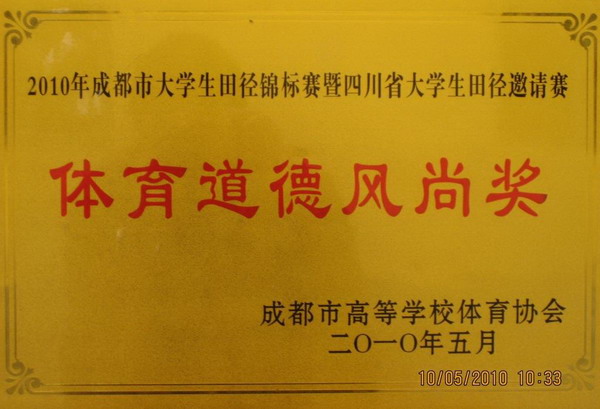 2010年成都市大学生田径锦标赛暨四川省大学生田径邀请赛
体育道德风尚奖
成都市高等学校体育协会
二O一O年五月
10/05/2010 10:33